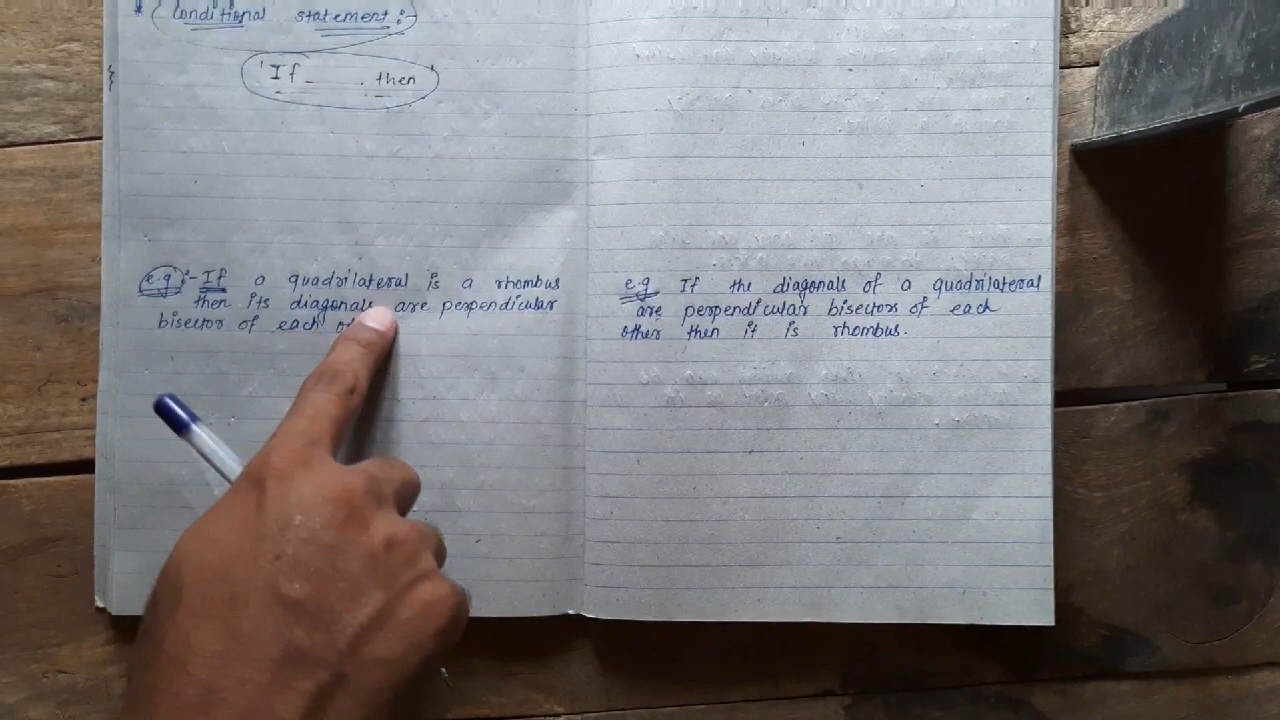 * Conditional statement :-
'If _ . then'
e.g :- If a quadrilateral is a rhombus
then its diagonals are perpendicular
bisector of each
e.g If the diagonals of a quadrilateral
are perpendicular bisectors of each
other then it is rhombus.